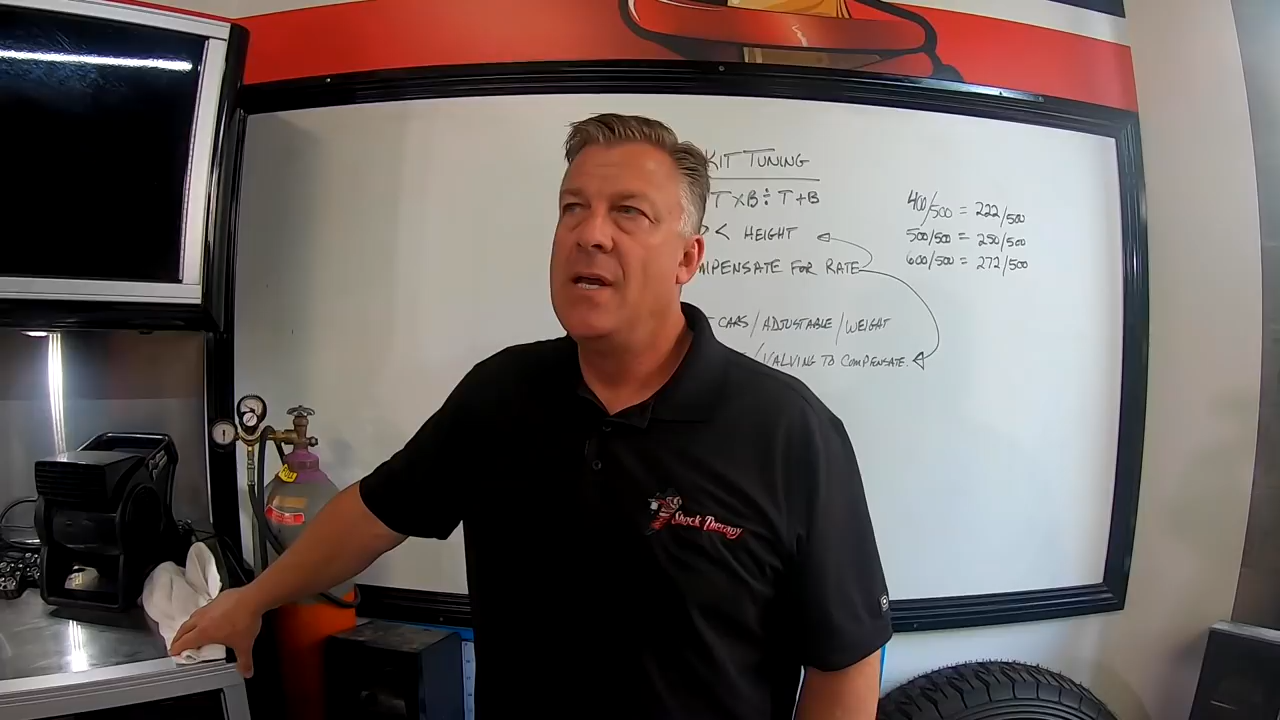 KIT TUNING
T x B ÷ T + B
< HEIGHT
MPENSATE FOR RATE
CARS / ADJUSTABLE / WEIGHT
/ VALVING TO COMPENSATE.
400/500 = 222/500
500/500 = 250/500
600/500 = 272/500
Shock Therapy